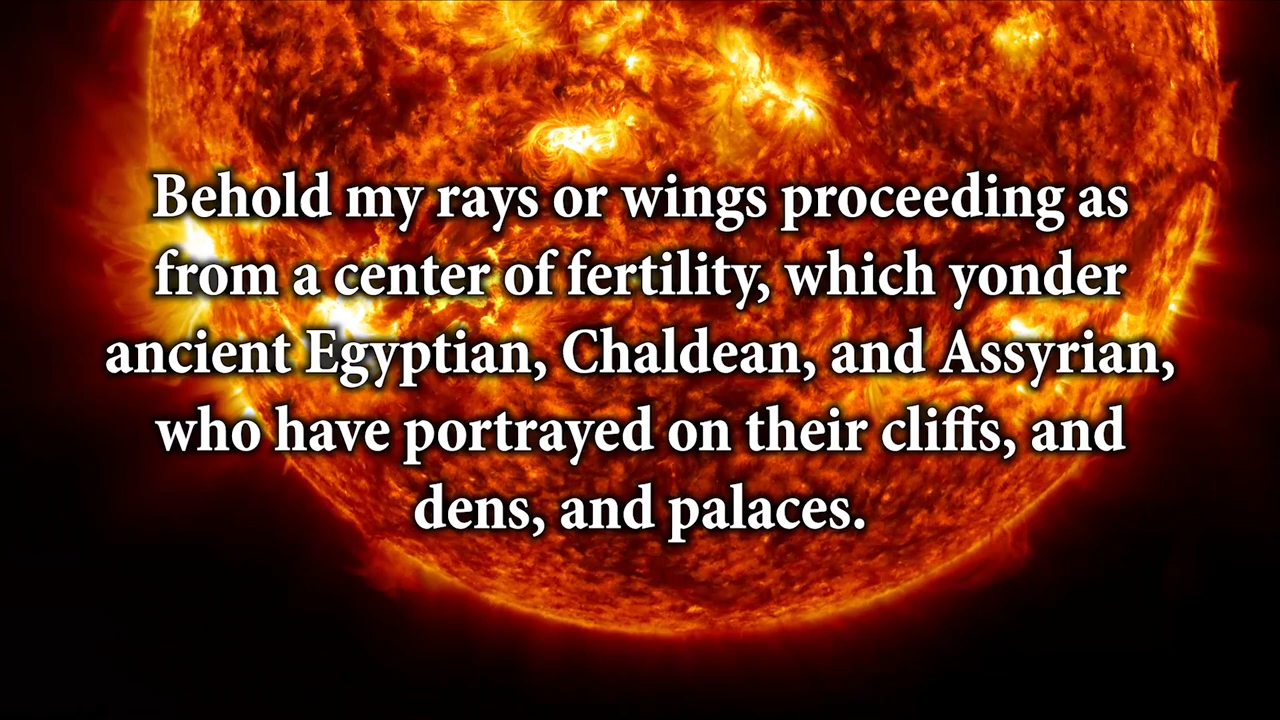 Behold my rays or wings proceeding as
from a center of fertility, which yonder
ancient Egyptian, Chaldean, and Assyrian,
who have portrayed on their cliffs, and
dens, and palaces.